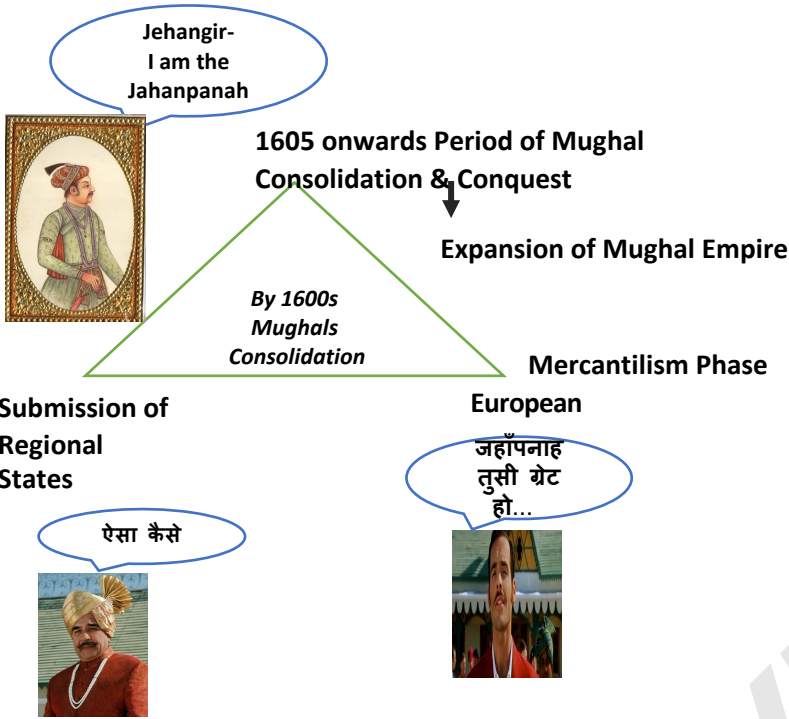 Jehangir-
I am the
Jahanpanah
1605 onwards Period of Mughal
Consolidation & Conquest
Expansion of Mughal Empire
By 1600s
Mughals
Consolidation
Mercantilism Phase
European
Submission of
Regional
States
जहाँपनाह
तुसी ग्रेट
हो...
ऐसा कैसे